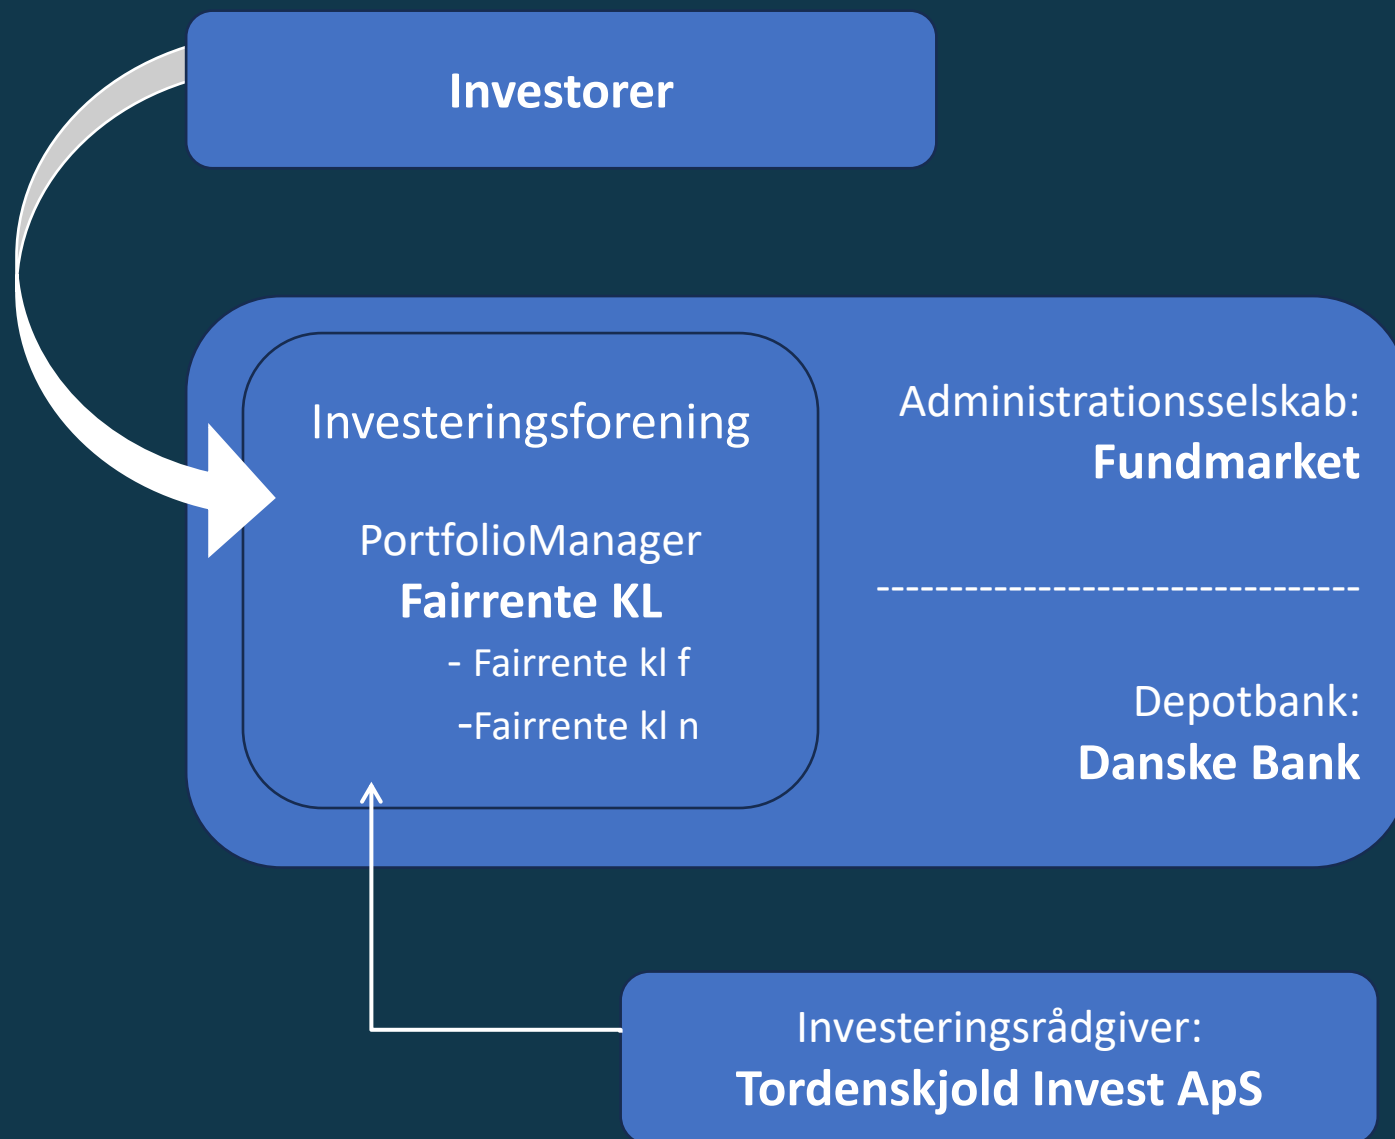 Investorer
Investeringsforening
PortfolioManager
Fairrente KL
- Fairrente kl f
-Fairrente kl n
Administrationsselskab:
Fundmarket
---------------------------------
Depotbank:
Danske Bank
Investeringsrådgiver:
Tordenskjold Invest ApS